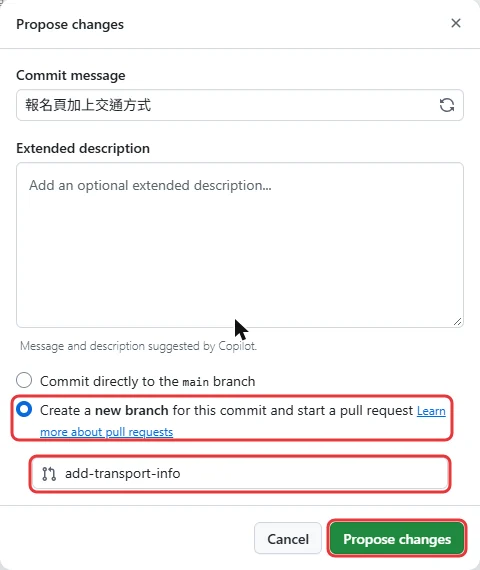 Propose changes
Commit message
報名頁加上交通方式
Extended description
Add an optional extended description...
Message and description suggested by Copilot.
Commit directly to the main branch
Create a new branch for this commit and start a pull request Learn
more about pull requests
add-transport-info
Cancel
Propose changes